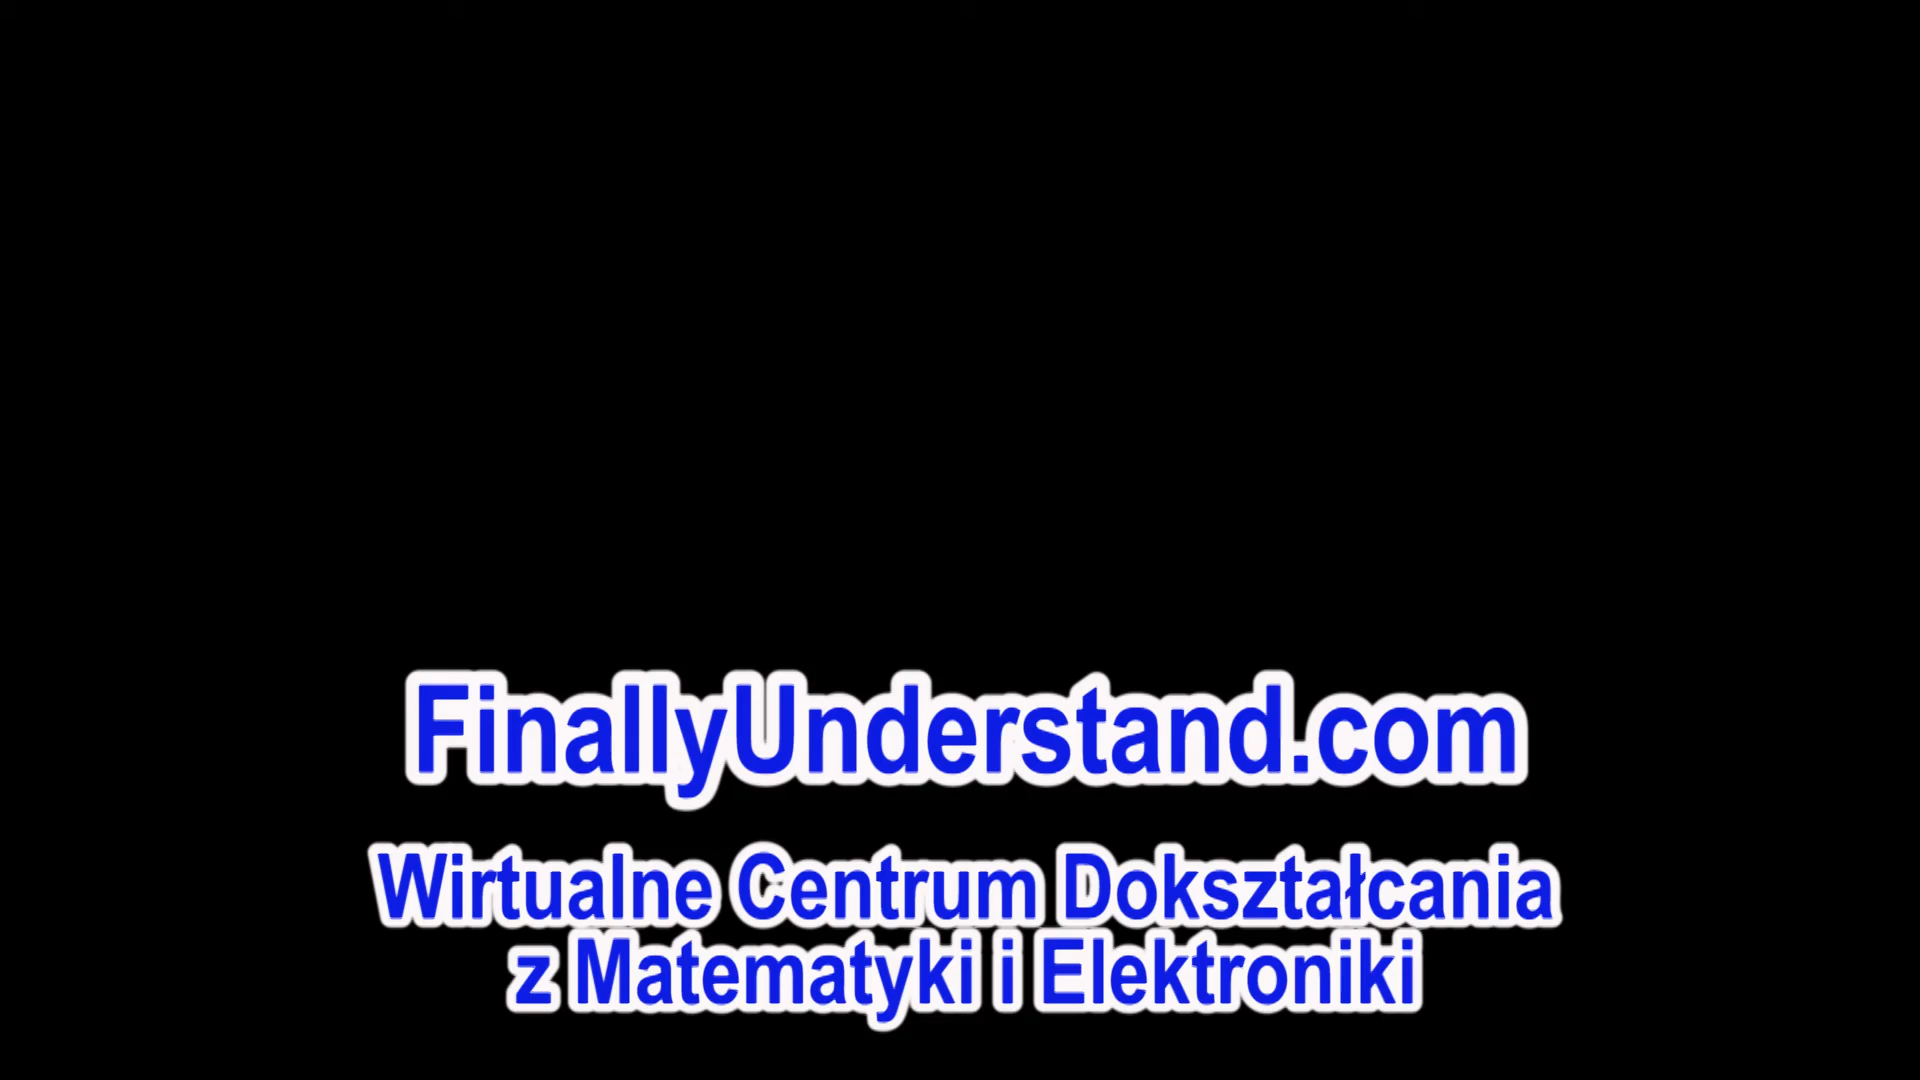 FinallyUnderstand.com
Wirtualne Centrum Dokształcania
z Matematyki i Elektroniki